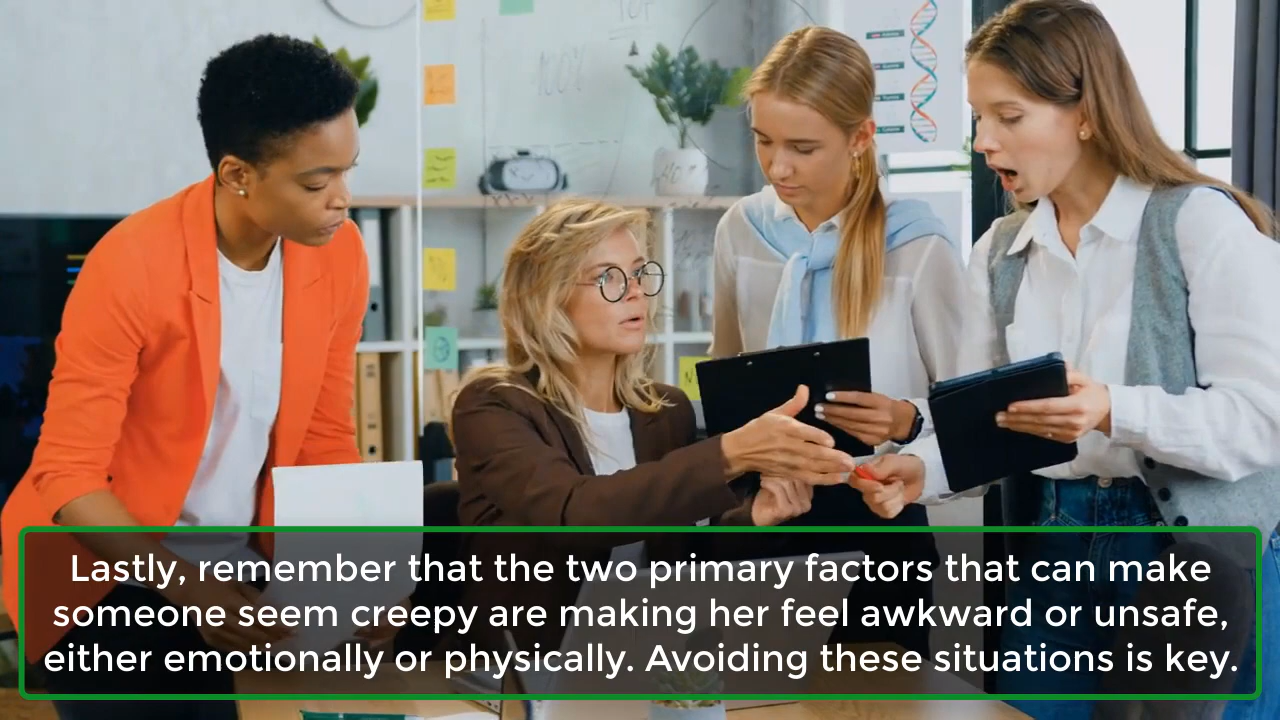 100%
Lastly, remember that the two primary factors that can make
someone seem creepy are making her feel awkward or unsafe,
either emotionally or physically. Avoiding these situations is key.